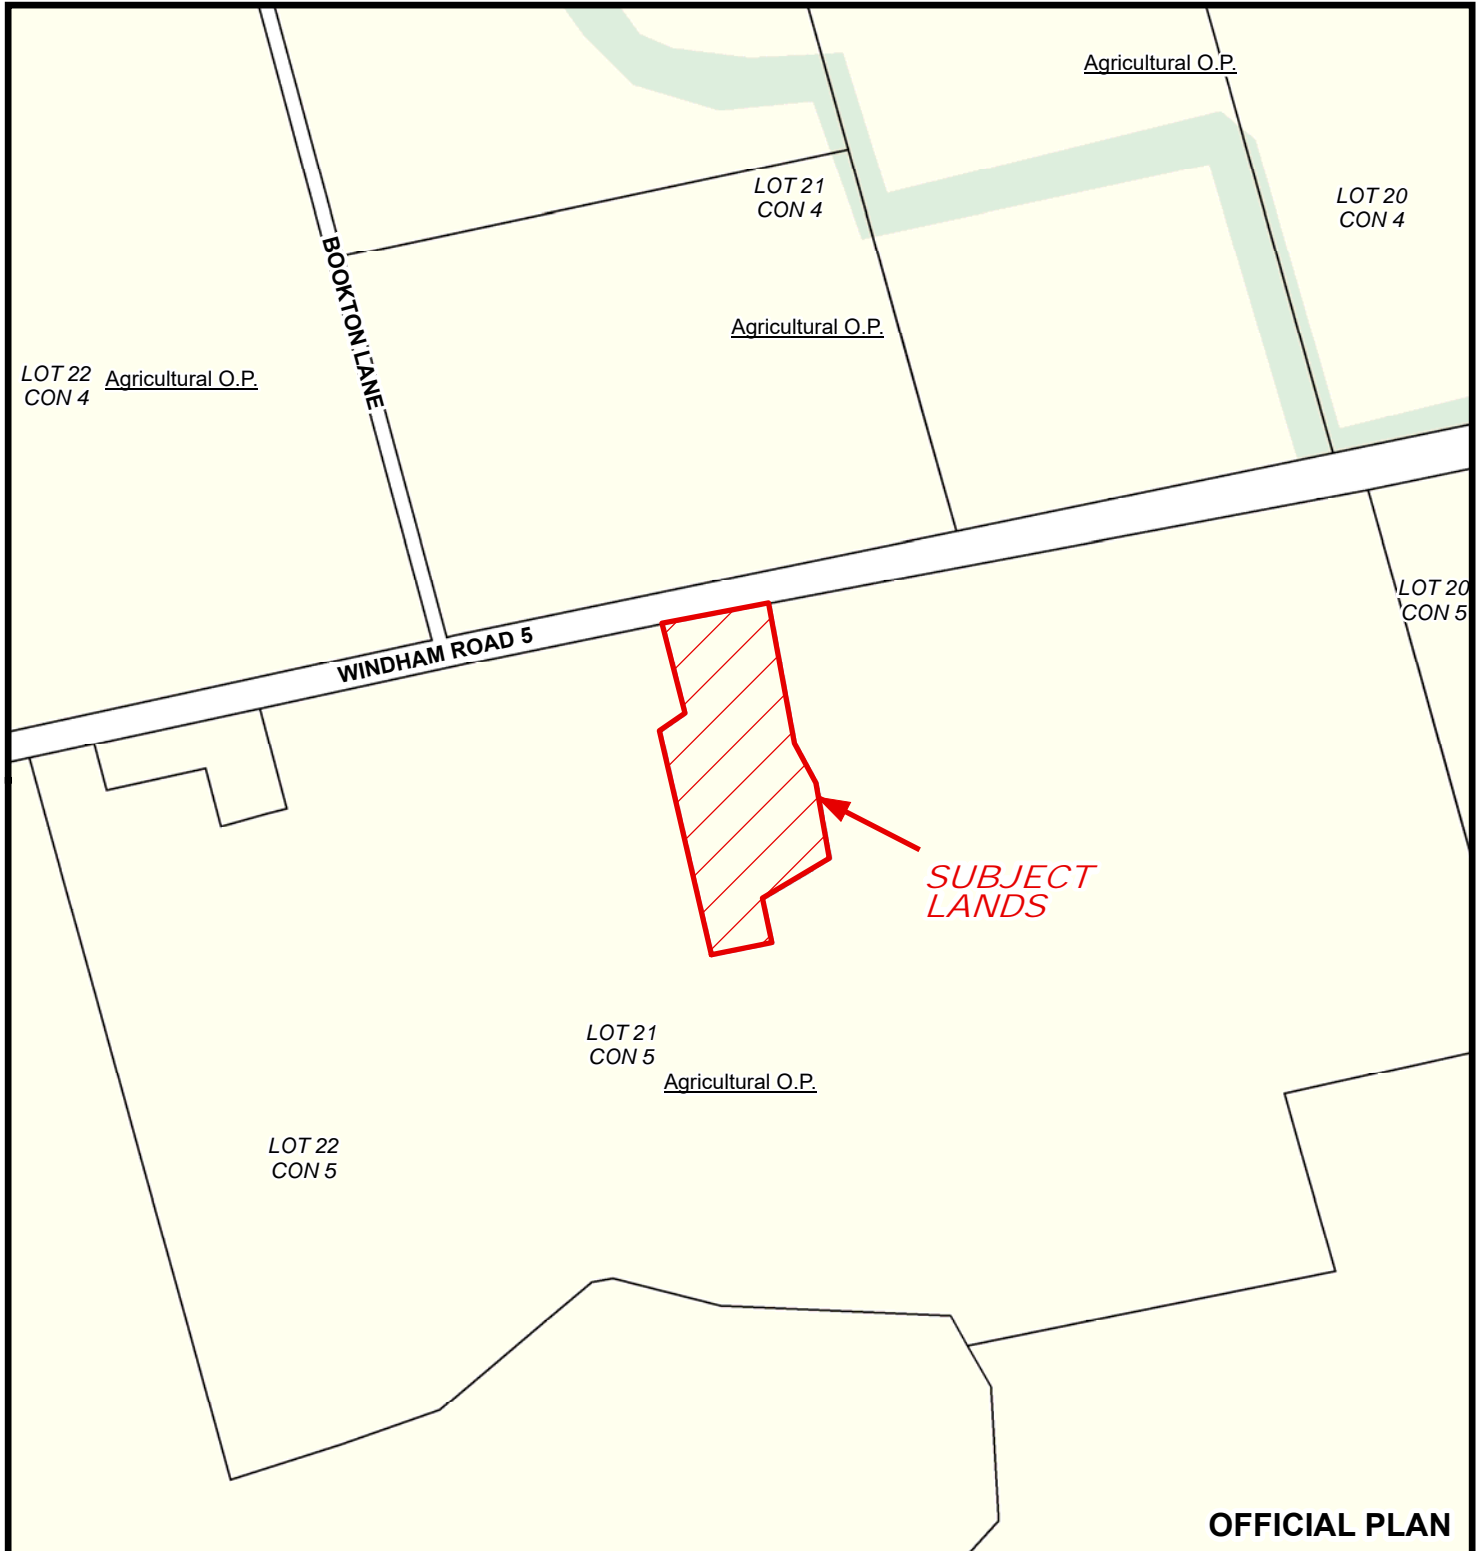 Agricultural O.P.
LOT 21
CON 4
LOT 20
CON 4
BOOKTON LANE
Agricultural O.P.
LOT 22
CON 4
Agricultural O.P.
LOT 20
CON 5
WINDHAM ROAD 5
SUBJECT
LANDS
LOT 21
CON 5
Agricultural O.P.
LOT 22
CON 5
OFFICIAL PLAN